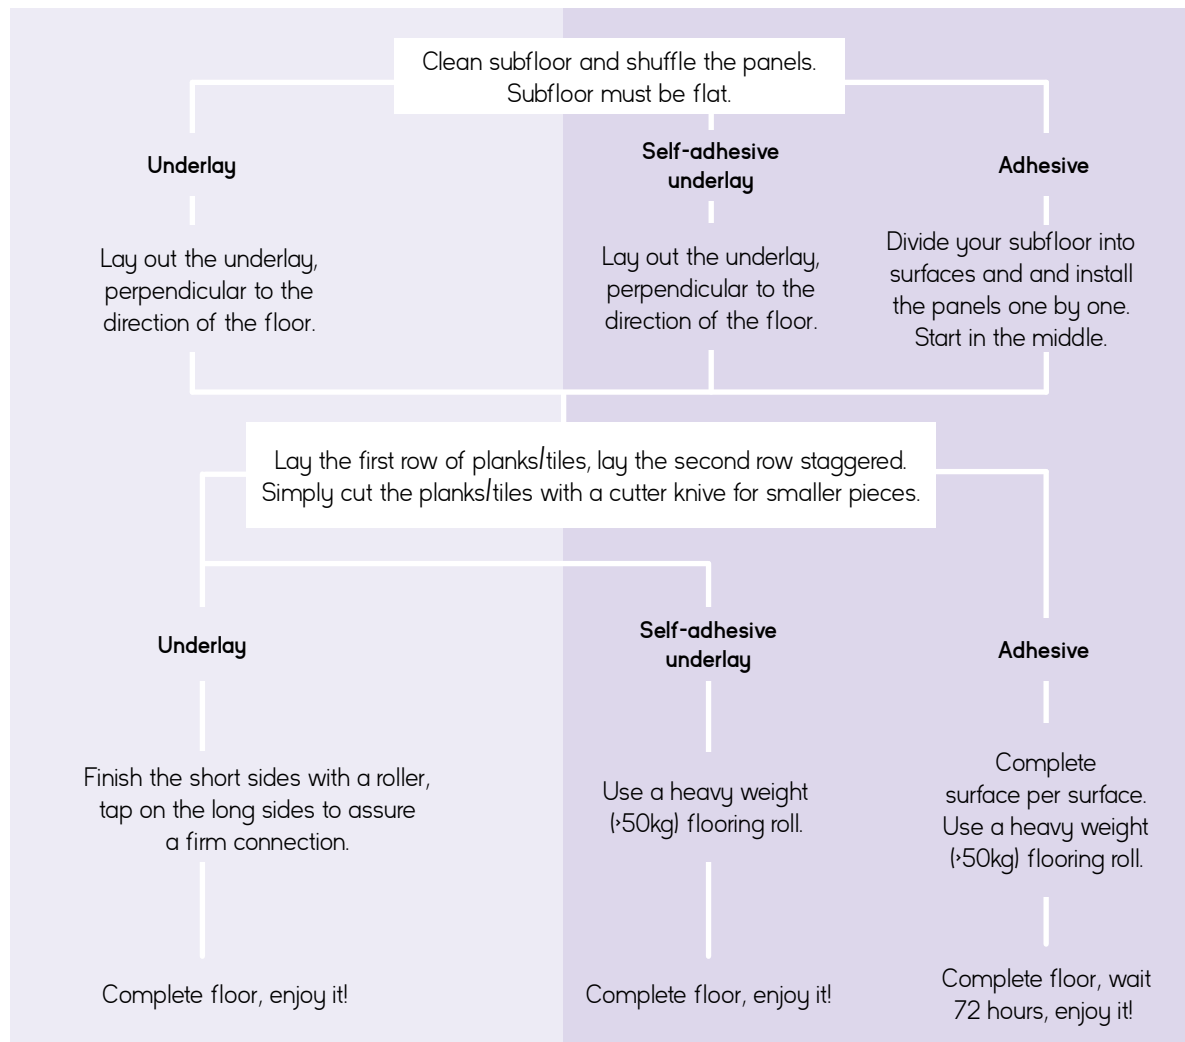 Clean subfloor and shuffle the panels.
Subfloor must be flat.
Underlay
Lay out the underlay,
perpendicular to the
direction of the floor.
Self-adhesive
underlay
Lay out the underlay,
perpendicular to the
direction of the floor.
Adhesive
Divide your subfloor into
surfaces and and install
the panels one by one.
Start in the middle.
Lay the first row of planks/tiles, lay the second row staggered.
Simply cut the planks/tiles with a cutter knive for smaller pieces.
Underlay
Finish the short sides with a roller,
tap on the long sides to assure
a firm connection.
Complete floor, enjoy it!
Self-adhesive
underlay
Use a heavy weight
(>50kg) flooring roll.
Complete floor, enjoy it!
Adhesive
Complete
surface per surface.
Use a heavy weight
(>50kg) flooring roll.
Complete floor, wait
72 hours, enjoy it!